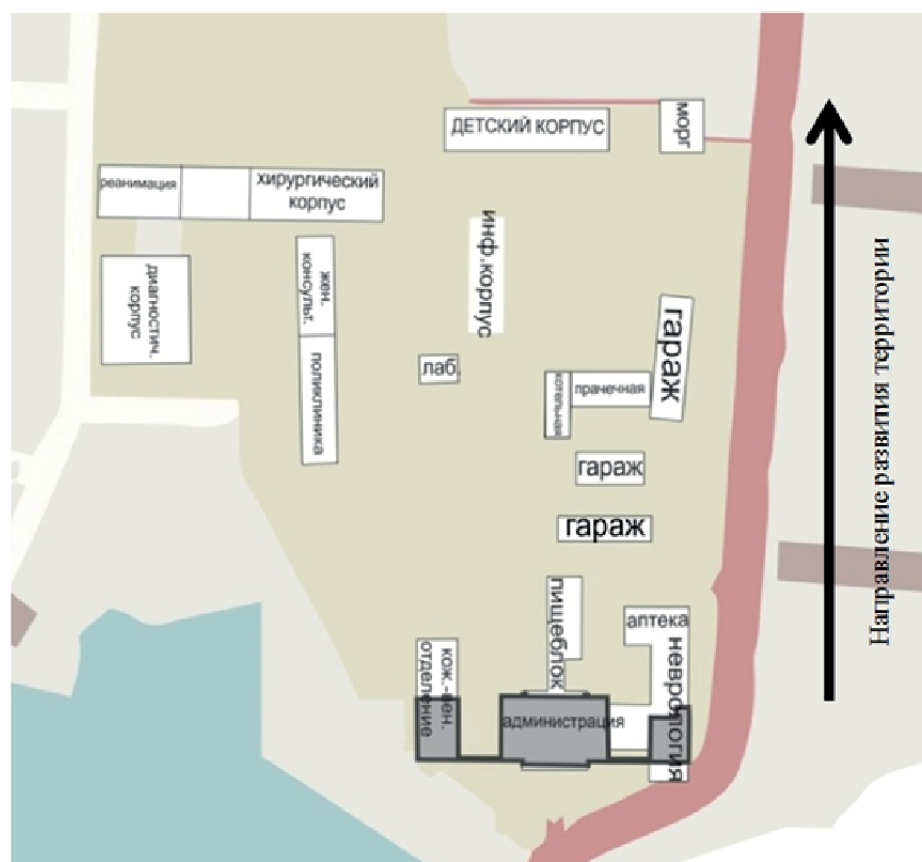 ДЕТСКИЙ КОРПУС
морг
реанимация
хирургический
корпус
инф.корпус
жен.
консульт.
диагностич.
корпус
гараж
Направление развития территории
лаб.
котельная
прачечная
поликлиника
гараж
гараж
пищеблок
аптека
неврология
кож.-вен.
отделение
администрация